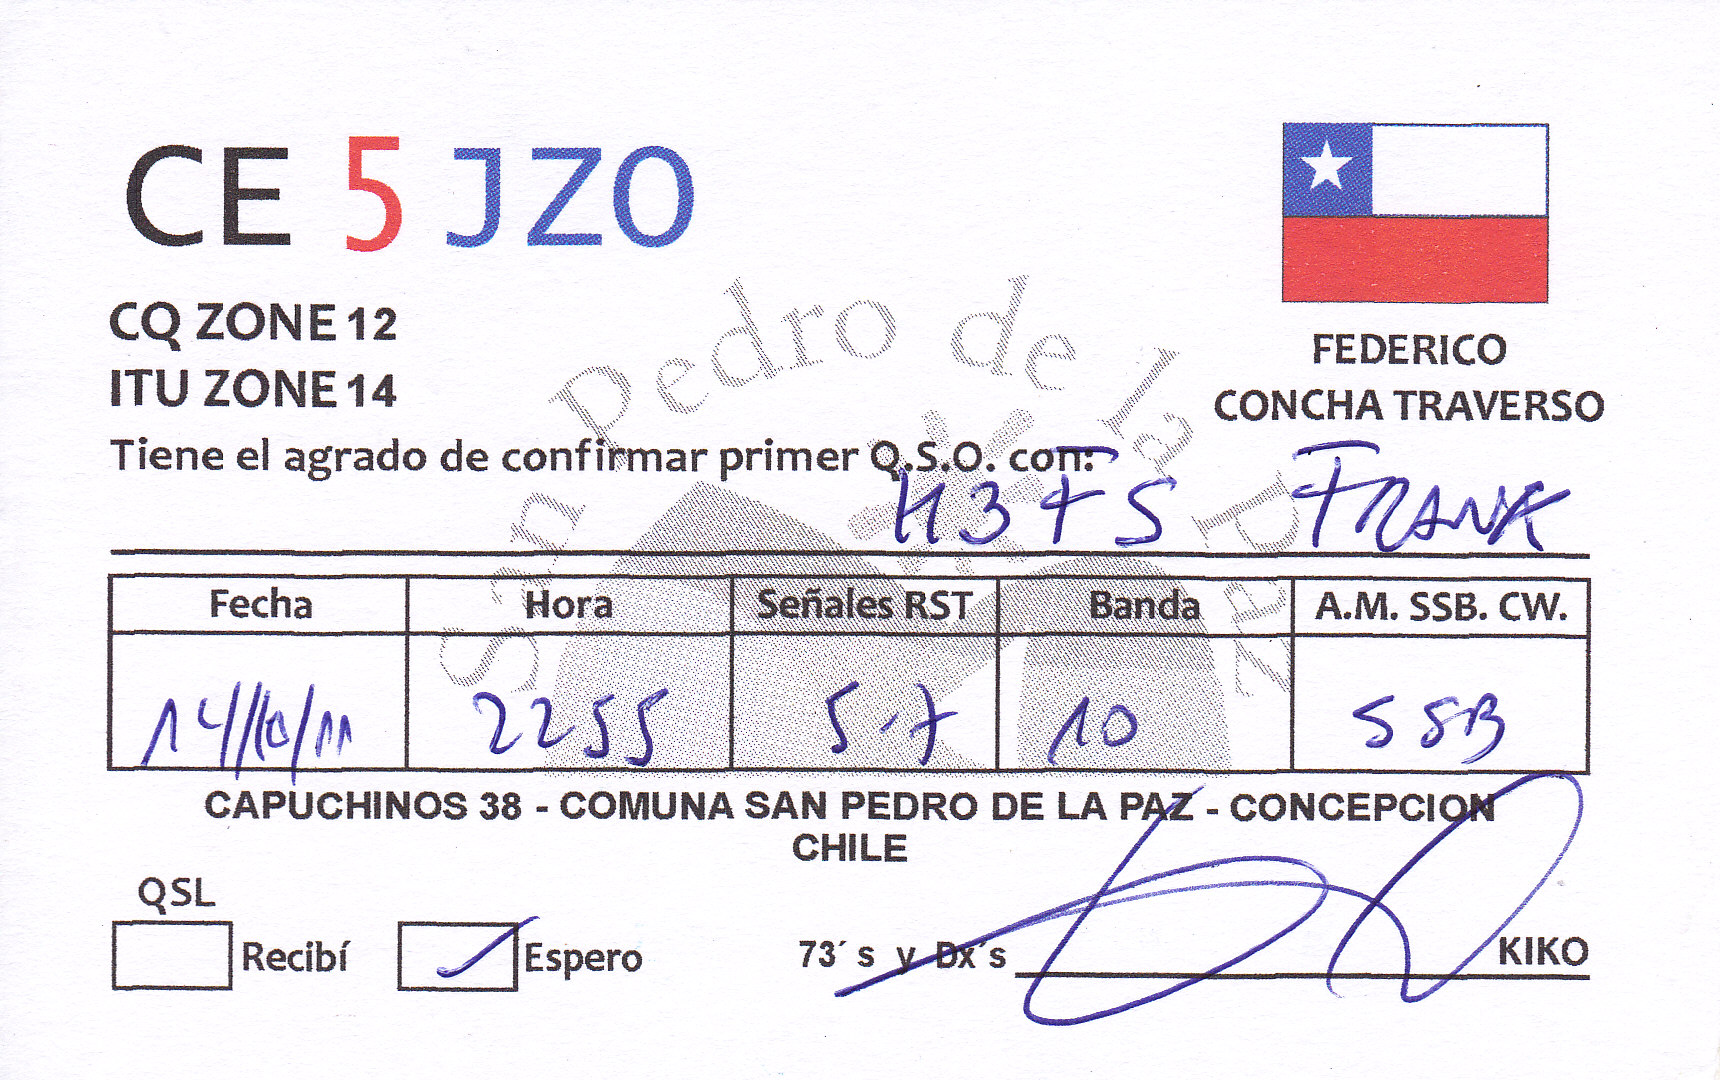 CE 5 JZO
CQ ZONE 12
ITU ZONE 14
FEDERICO
CONCHA TRAVERSO
San Pedro de la Paz
Tiene el agrado de confirmar primer Q.S.O. con:
H3FS FRANK
Fecha Hora Señales RST Banda A.M. SSB. CW.
14/10/11 2255 5-7 10 SSB
CAPUCHINOS 38 - COMUNA SAN PEDRO DE LA PAZ - CONCEPCION
CHILE
QSL
Recibí Espero 73´s y Dx´s KIKO